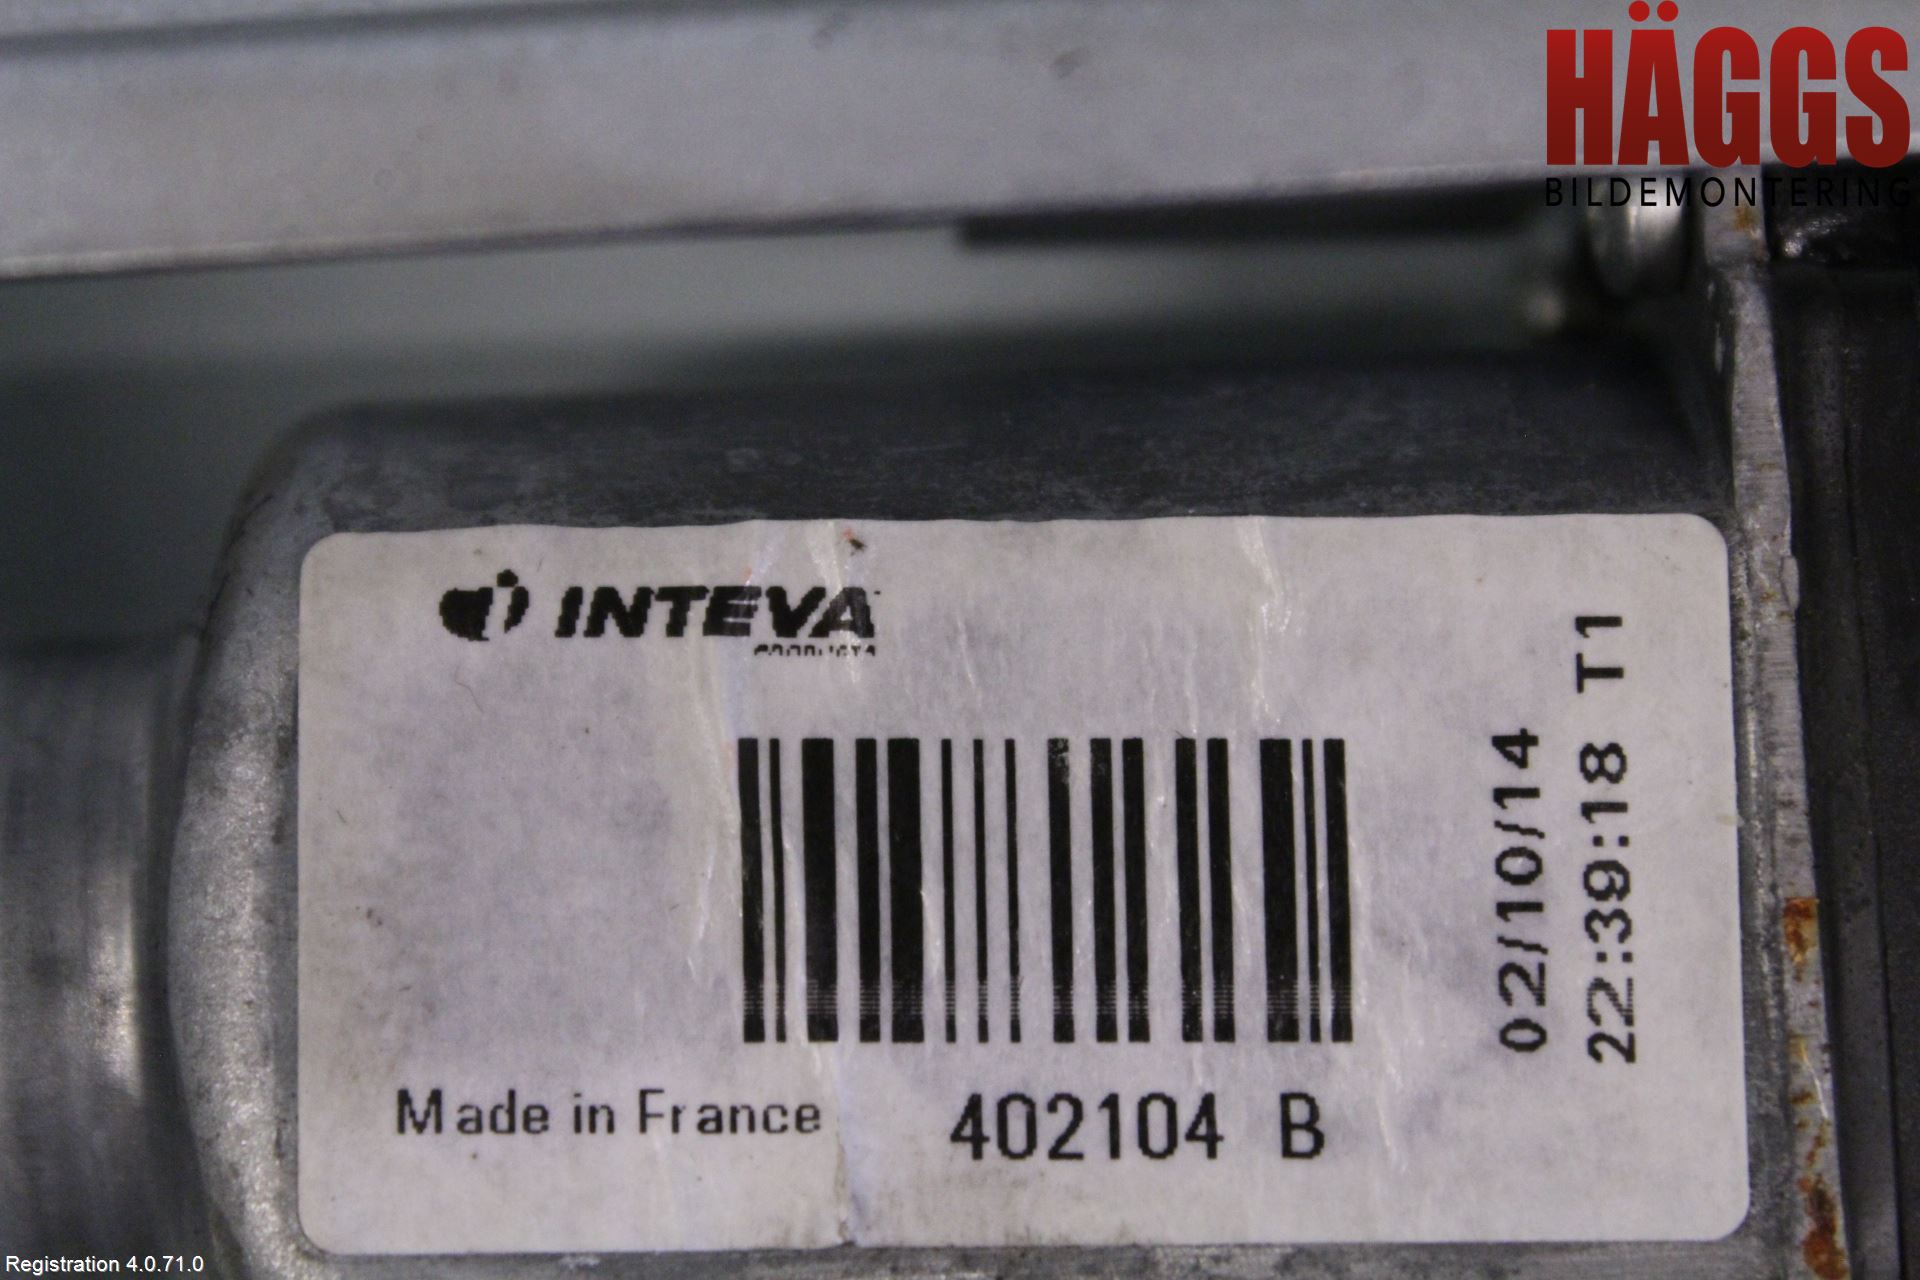 HÄGGS
BILDEMONTERING
INTEVA
PRODUCTS
02/10/14
22:39:18 T1
Made in France
402104 B
Registration 4.0.71.0